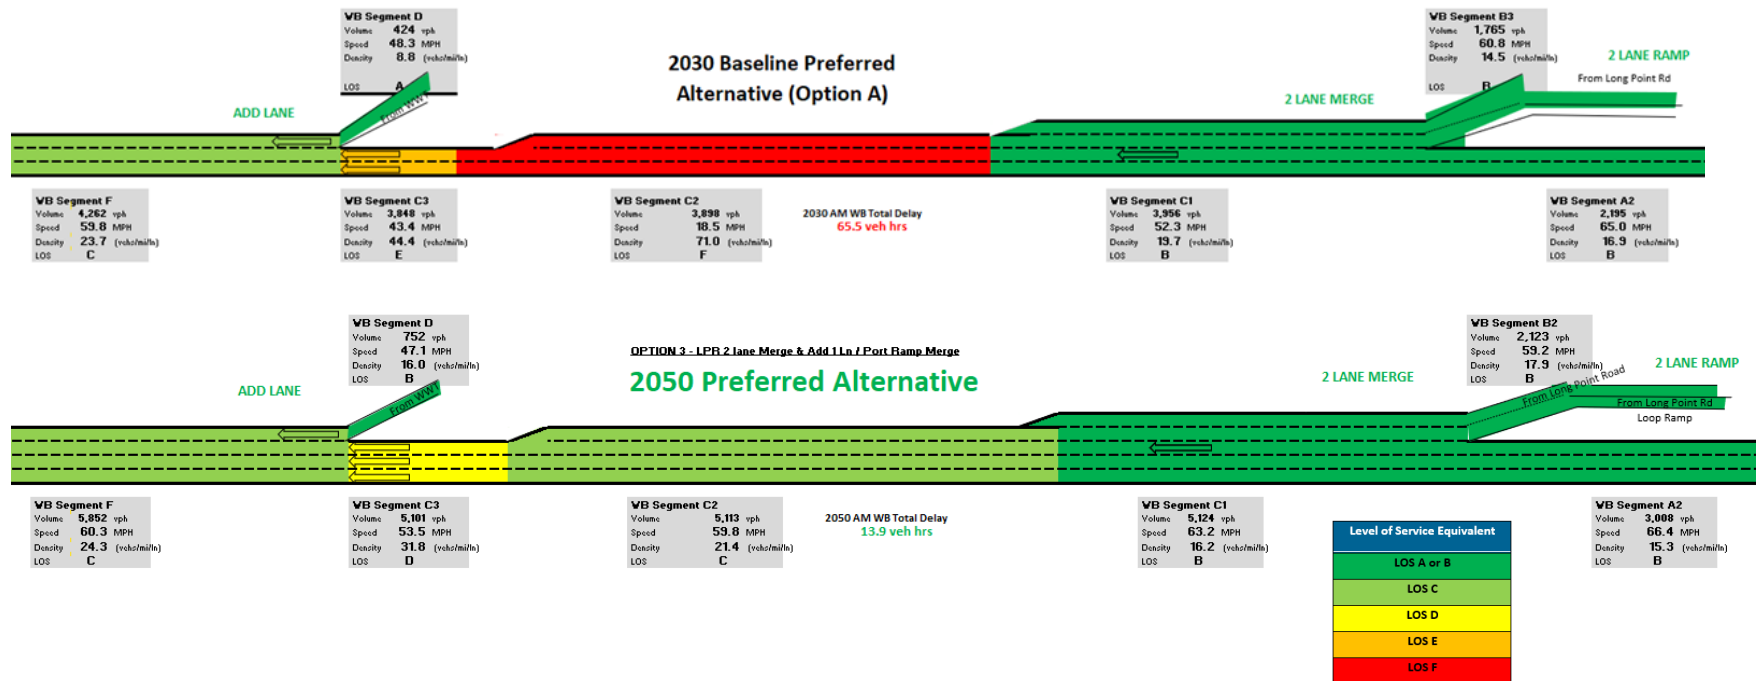 WB Segment D
Volume 424 vph
Speed 48.3 MPH
Density 8.8 (vehs/mi/ln)
LOS A
From WWT
ADD LANE
2030 Baseline Preferred
Alternative (Option A)
WB Segment B3
Volume 1,765 vph
Speed 60.8 MPH
Density 14.5 (vehs/mi/ln)
LOS B
2 LANE RAMP
From Long Point Rd
2 LANE MERGE
WB Segment F
Volume 4,262 vph
Speed 59.8 MPH
Density 23.7 (vehs/mi/ln)
LOS C
WB Segment C3
Volume 3,848 vph
Speed 43.4 MPH
Density 44.4 (vehs/mi/ln)
LOS E
WB Segment C2
Volume 3,898 vph
Speed 18.5 MPH
Density 71.0 (vehs/mi/ln)
LOS F
2030 AM WB Total Delay
65.5 veh hrs
WB Segment C1
Volume 3,956 vph
Speed 52.3 MPH
Density 19.7 (vehs/mi/ln)
LOS B
WB Segment A2
Volume 2,195 vph
Speed 65.0 MPH
Density 16.9 (vehs/mi/ln)
LOS B
WB Segment D
Volume 752 vph
Speed 47.1 MPH
Density 16.0 (vehs/mi/ln)
LOS B
From WWT
ADD LANE
OPTION 3 - LPR 2 lane Merge & Add 1 Ln / Port Ramp Merge
2050 Preferred Alternative
2 LANE MERGE
WB Segment B2
Volume 2,123 vph
Speed 59.2 MPH
Density 17.9 (vehs/mi/ln)
LOS B
From Long Point Road
2 LANE RAMP
From Long Point Rd
Loop Ramp
WB Segment F
Volume 5,852 vph
Speed 60.3 MPH
Density 24.3 (vehs/mi/ln)
LOS C
WB Segment C3
Volume 5,101 vph
Speed 53.5 MPH
Density 31.8 (vehs/mi/ln)
LOS D
WB Segment C2
Volume 5,113 vph
Speed 59.8 MPH
Density 21.4 (vehs/mi/ln)
LOS C
2050 AM WB Total Delay
13.9 veh hrs
WB Segment C1
Volume 5,124 vph
Speed 63.2 MPH
Density 16.2 (vehs/mi/ln)
LOS B
WB Segment A2
Volume 3,008 vph
Speed 66.4 MPH
Density 15.3 (vehs/mi/ln)
LOS B
Level of Service Equivalent
LOS A or B
LOS C
LOS D
LOS E
LOS F